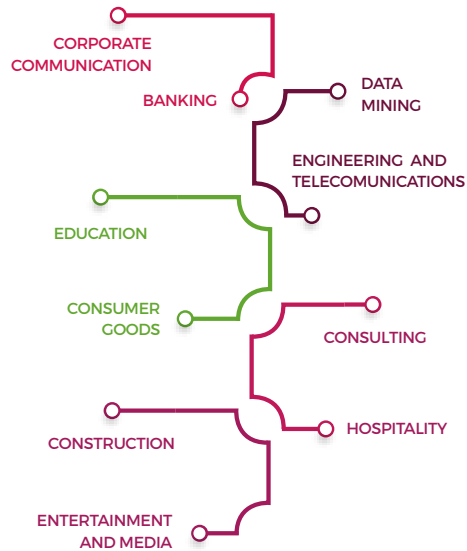 CORPORATE
COMMUNICATION
BANKING
DATA
MINING
ENGINEERING AND
TELECOMUNICATIONS
EDUCATION
CONSUMER
GOODS
CONSULTING
HOSPITALITY
CONSTRUCTION
ENTERTAINMENT
AND MEDIA